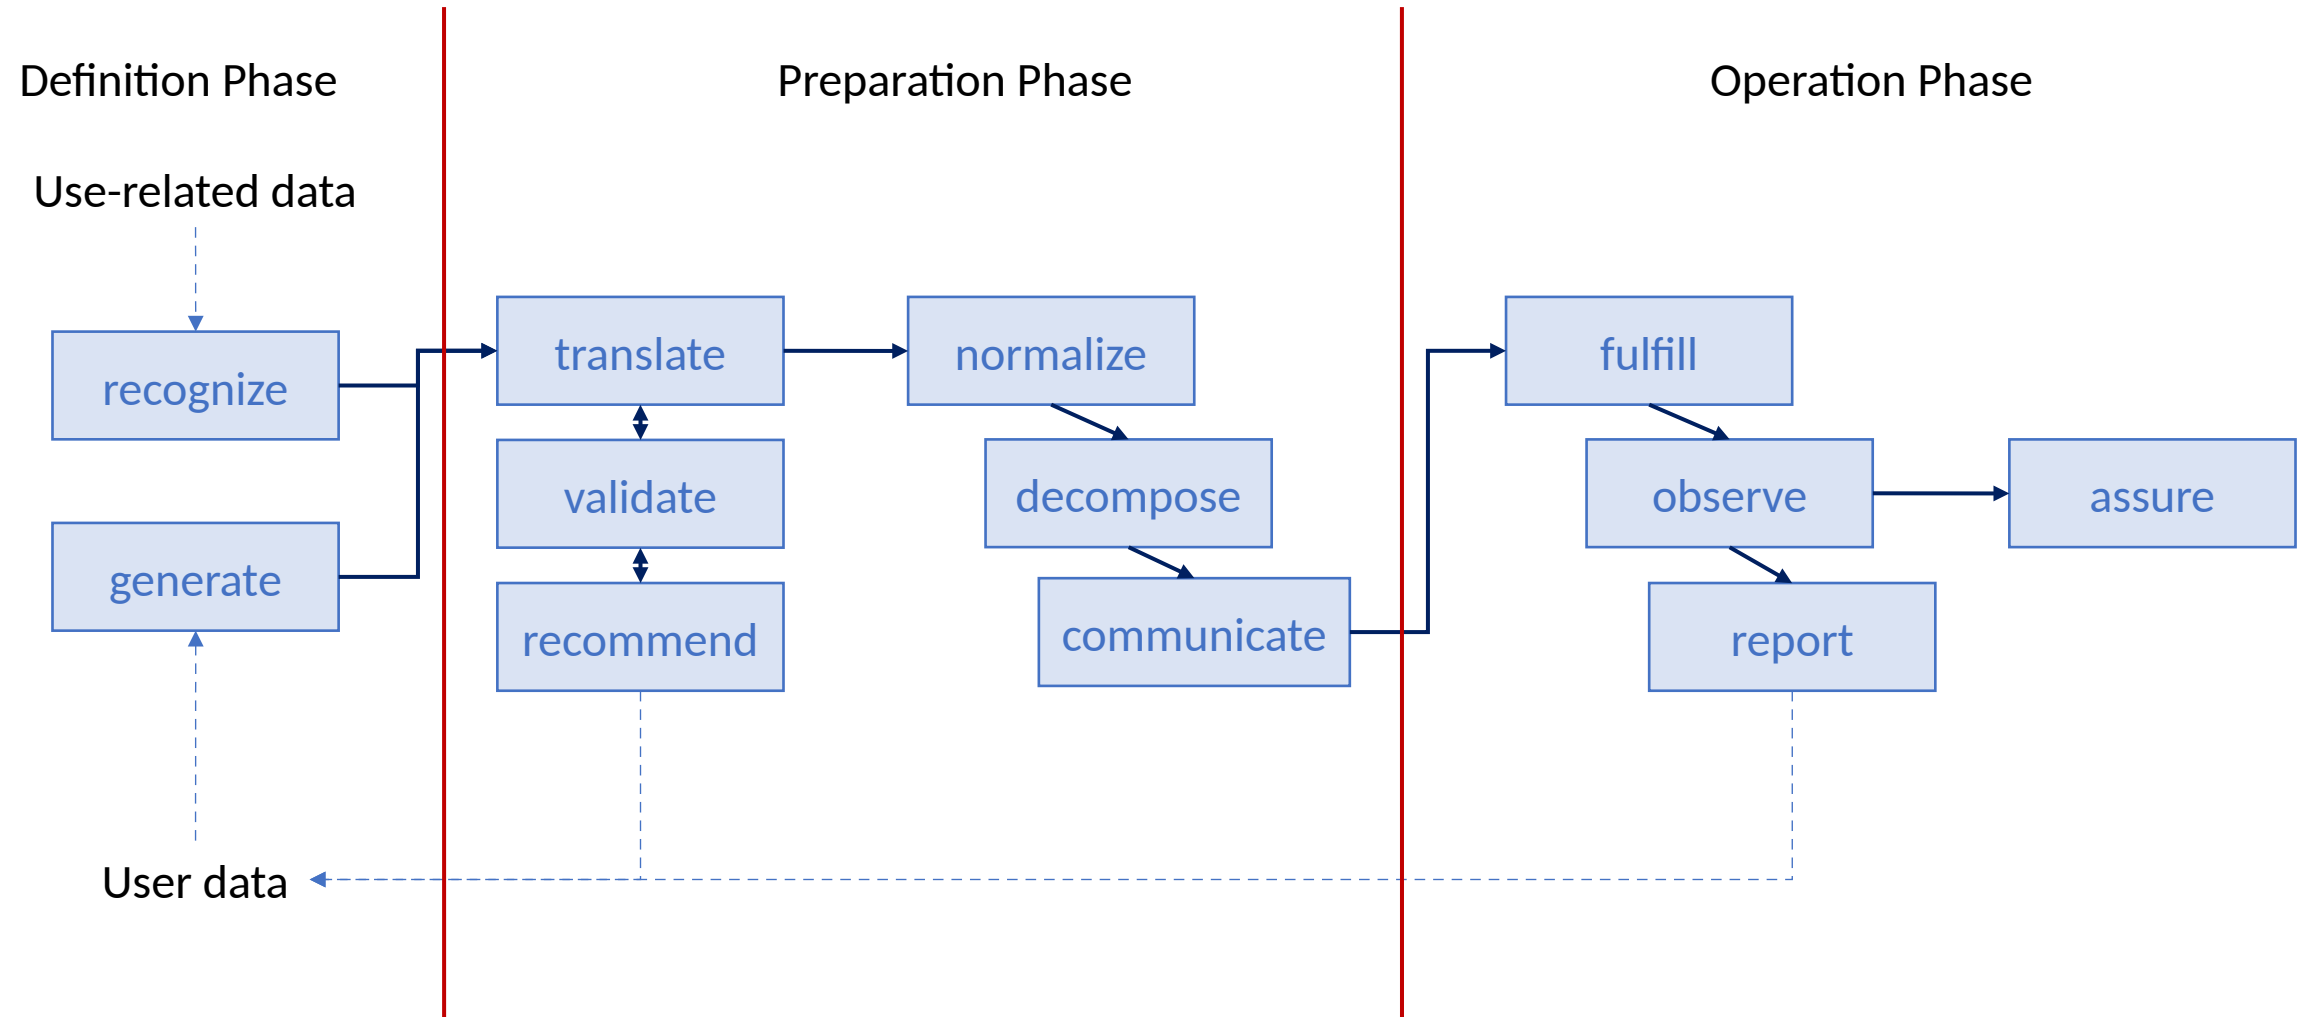 Definition Phase
Preparation Phase
Operation Phase
Use-related data
recognize
generate
User data
translate
validate
recommend
normalize
decompose
communicate
fulfill
observe
report
assure